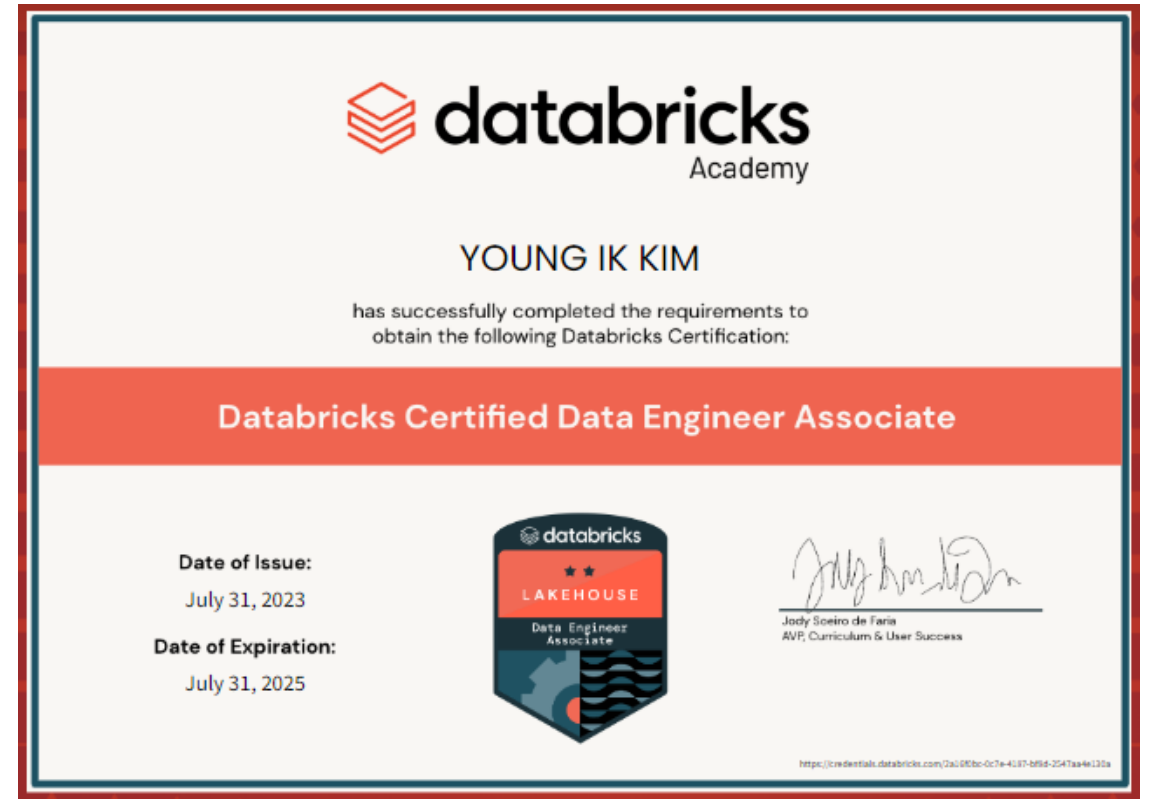 databricks
Academy
YOUNG IK KIM
has successfully completed the requirements to
obtain the following Databricks Certification:
Databricks Certified Data Engineer Associate
Date of Issue:
July 31, 2023
Date of Expiration:
July 31, 2025
databricks
LAKEHOUSE
Data Engineer
Associate
Jody Soeiro de Faria
AVP, Curriculum & User Success